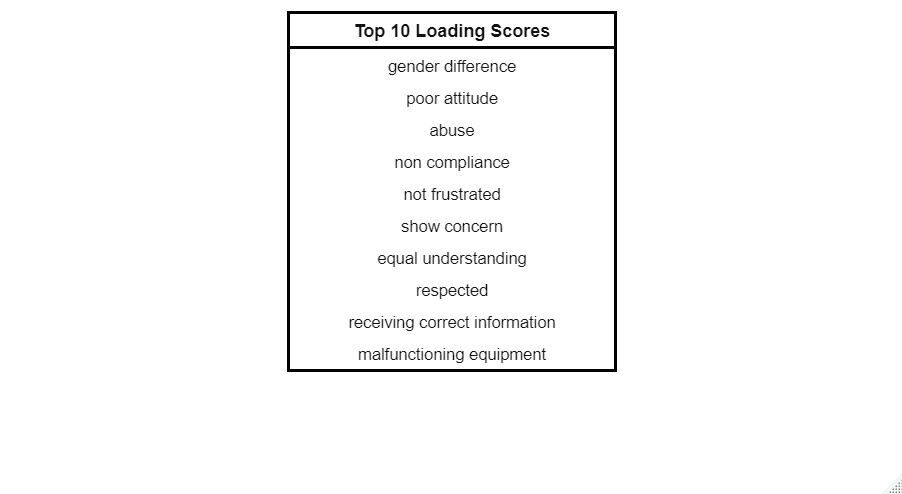 Top 10 Loading Scores
gender difference
poor attitude
abuse
non compliance
not frustrated
show concern
equal understanding
respected
receiving correct information
malfunctioning equipment